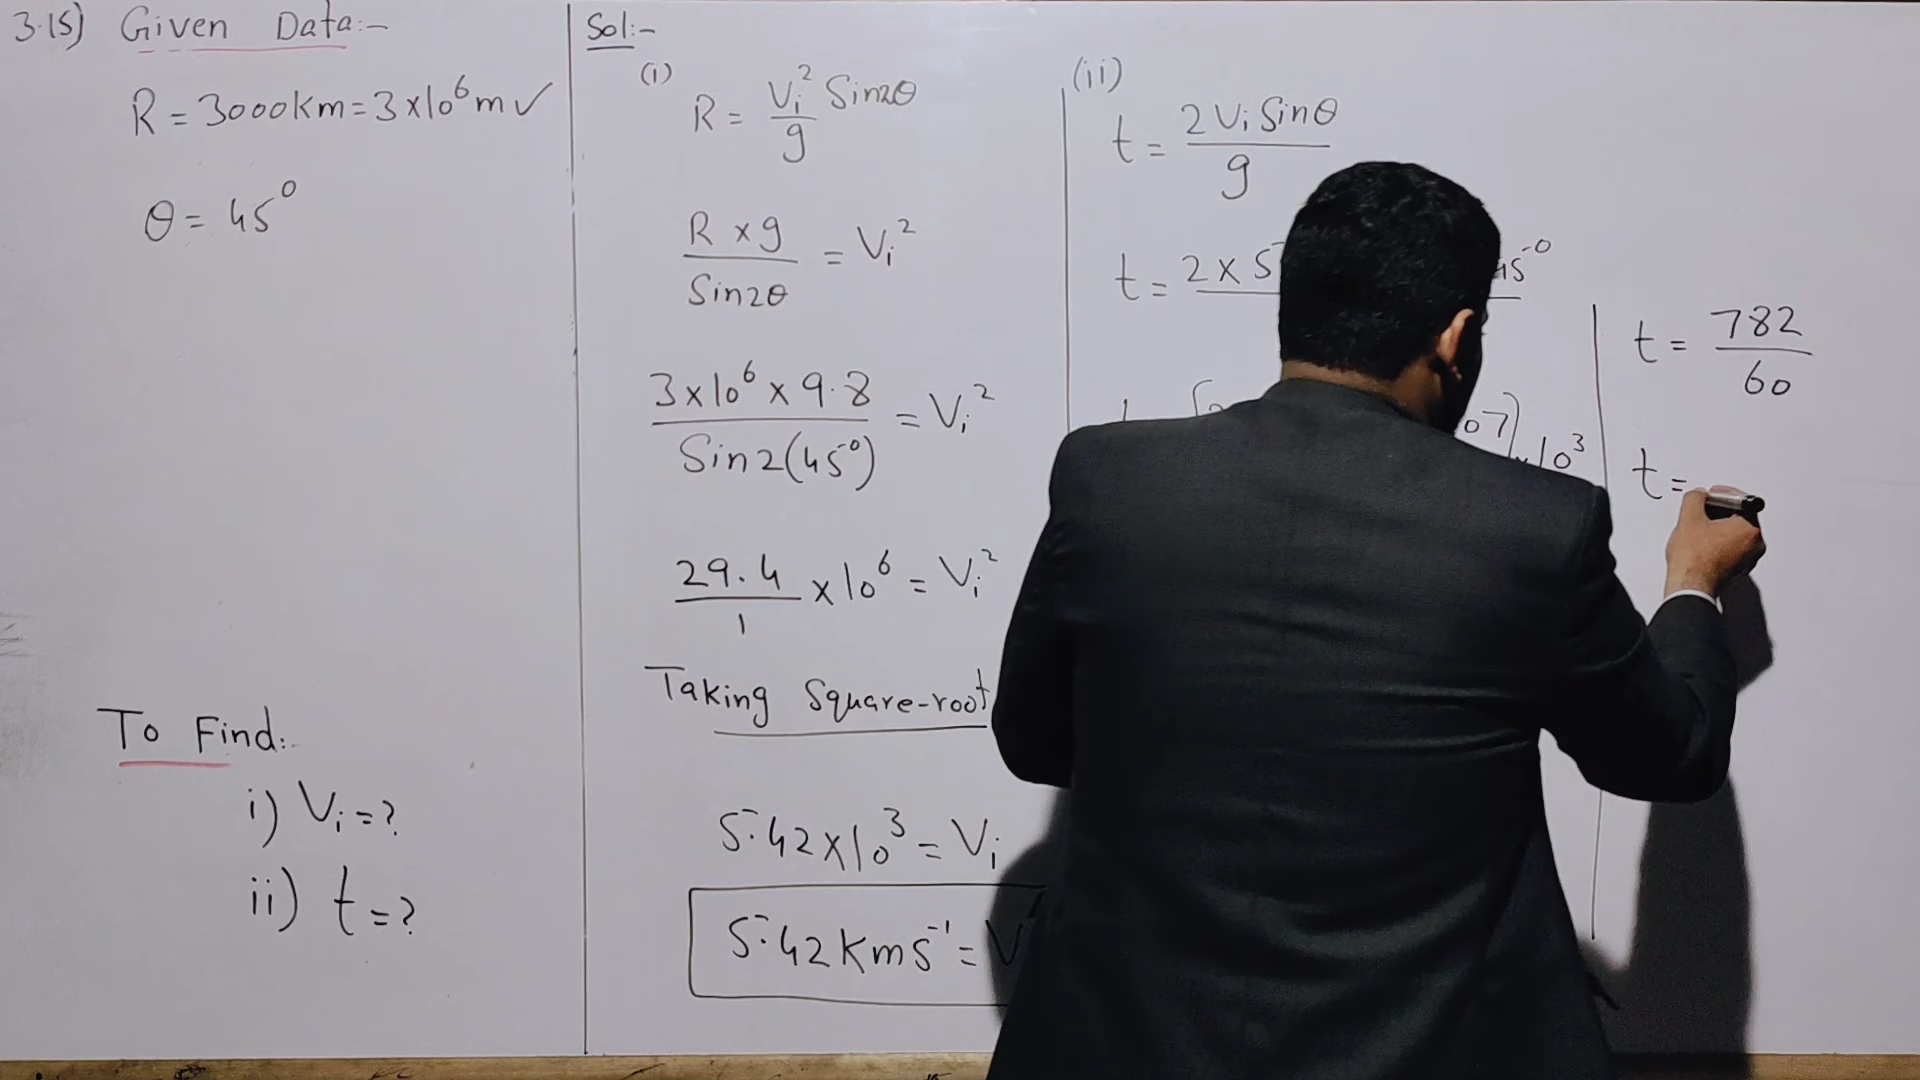 3.15) Given Data:-
R = 3000km = 3 x 10⁶ m ✓
θ = 45°
To Find:-
i) Vᵢ = ?
ii) t = ?
Sol:-
(i)
R = Vᵢ² Sin2θ / g
R x g / Sin2θ = Vᵢ²
3 x 10⁶ x 9.8 / Sin2(45°) = Vᵢ²
29.4 / 1 x 10⁶ = Vᵢ²
Taking Square-root
5.42 x 10³ = Vᵢ
5.42 Kms⁻¹ = V
(ii)
t = 2 Vᵢ Sinθ / g
t = 2 x 5
07) x 10³
t = 782 / 60
t =